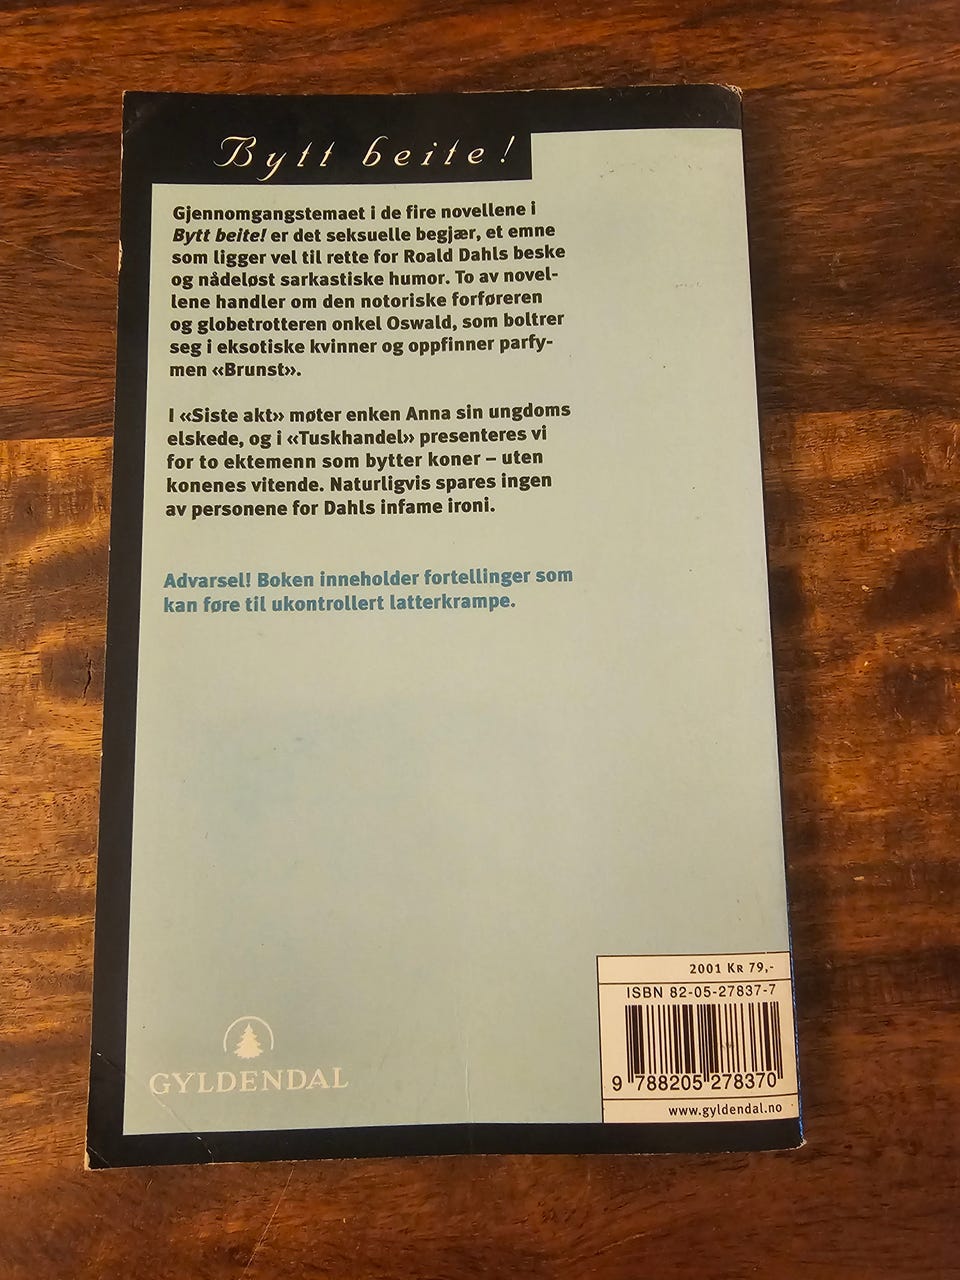 Bytt beite!
Gjennomgangstemaet i de fire novellene i
Bytt beite! er det seksuelle begjær, et emne
som ligger vel til rette for Roald Dahls beske
og nådeløst sarkastiske humor. To av novel-
lene handler om den notoriske forføreren
og globetrotteren onkel Oswald, som boltrer
seg i eksotiske kvinner og oppfinner parfy-
men «Brunst».
I «Siste akt» møter enken Anna sin ungdoms
elskede, og i «Tuskhandel» presenteres vi
for to ektemenn som bytter koner – uten
konenes vitende. Naturligvis spares ingen
av personene for Dahls infame ironi.
Advarsel! Boken inneholder fortellinger som
kan føre til ukontrollert latterkrampe.
2001 KR 79,-
ISBN 82-05-27837-7
9 788205 278370
www.gyldendal.no
GYLDENDAL